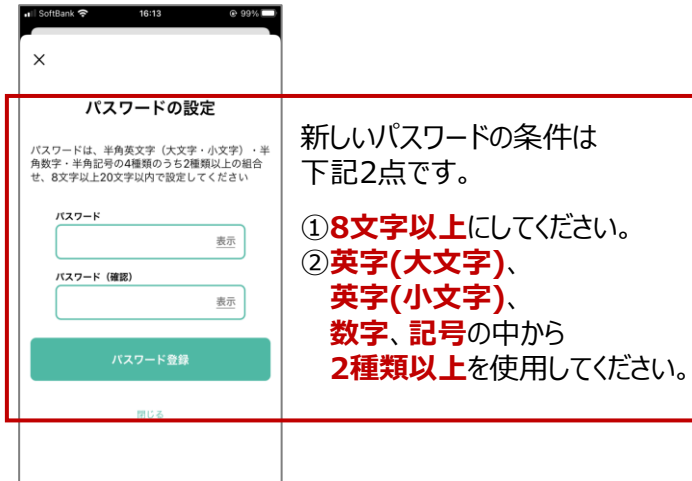 SoftBank 16:13 99%
×
パスワードの設定
パスワードは、半角英文字（大文字・小文字）・半
角数字・半角記号の4種類のうち2種類以上の組合
せ、8文字以上20文字以内で設定してください
パスワード
表示
パスワード（確認）
表示
パスワード登録
閉じる
新しいパスワードの条件は
下記2点です。
①8文字以上にしてください。
②英字(大文字)、
英字(小文字)、
数字、記号の中から
2種類以上を使用してください。